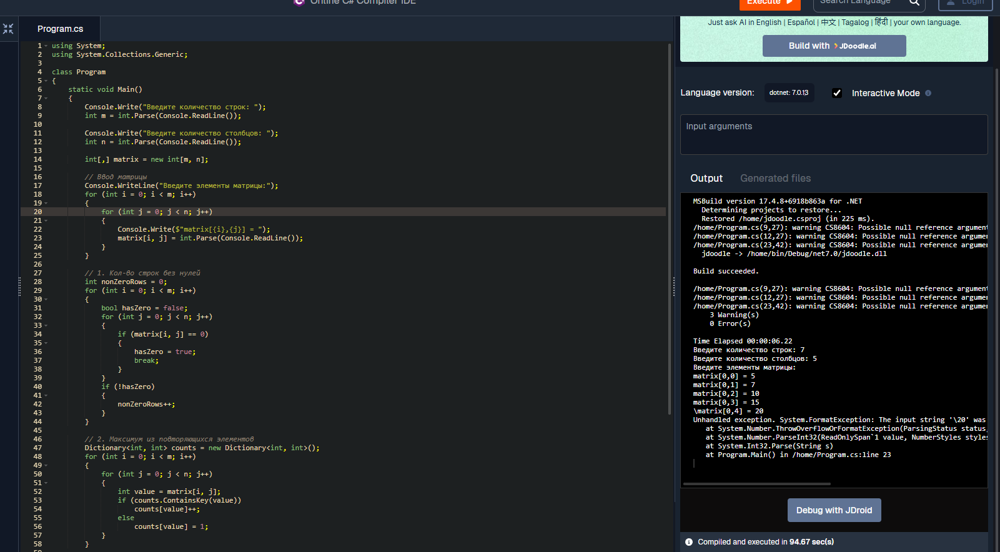 Online C# Compiler IDE
Execute
Search Language
Login
Program.cs
1 using System;
2 using System.Collections.Generic;
3
4 class Program
5 {
6 static void Main()
7 {
8 Console.Write("Введите количество строк: ");
9 int m = int.Parse(Console.ReadLine());
10
11 Console.Write("Введите количество столбцов: ");
12 int n = int.Parse(Console.ReadLine());
13
14 int[,] matrix = new int[m, n];
15
16 // Ввод матрицы
17 Console.WriteLine("Введите элементы матрицы:");
18 for (int i = 0; i < m; i++)
19 {
20 for (int j = 0; j < n; j++)
21 {
22 Console.Write($"matrix[{i},{j}] = ");
23 matrix[i, j] = int.Parse(Console.ReadLine());
24 }
25 }
26
27 // 1. Кол-во строк без нулей
28 int nonZeroRows = 0;
29 for (int i = 0; i < m; i++)
30 {
31 bool hasZero = false;
32 for (int j = 0; j < n; j++)
33 {
34 if (matrix[i, j] == 0)
35 {
36 hasZero = true;
37 break;
38 }
39 }
40 if (!hasZero)
41 {
42 nonZeroRows++;
43 }
44 }
45
46 // 2. Максимум из повторяющихся элементов
47 Dictionary<int, int> counts = new Dictionary<int, int>();
48 for (int i = 0; i < m; i++)
49 {
50 for (int j = 0; j < n; j++)
51 {
52 int value = matrix[i, j];
53 if (counts.ContainsKey(value))
54 counts[value]++;
55 else
56 counts[value] = 1;
57 }
58 }
Just ask AI in English | Español | 中文 | Tagalog | हिंदी | your own language.
Build with JDoodle.ai
Language version: dotnet: 7.0.13 Interactive Mode
Input arguments
Output Generated files
MSBuild version 17.4.8+6918b863a for .NET
Determining projects to restore...
Restored /home/jdoodle.csproj (in 225 ms).
/home/Program.cs(9,27): warning CS8604: Possible null reference argument
/home/Program.cs(12,27): warning CS8604: Possible null reference argumen
/home/Program.cs(23,42): warning CS8604: Possible null reference argumen
jdoodle -> /home/bin/Debug/net7.0/jdoodle.dll
Build succeeded.
/home/Program.cs(9,27): warning CS8604: Possible null reference argument
/home/Program.cs(12,27): warning CS8604: Possible null reference argumen
/home/Program.cs(23,42): warning CS8604: Possible null reference argumen
3 Warning(s)
0 Error(s)
Time Elapsed 00:00:06.22
Введите количество строк: 7
Введите количество столбцов: 5
Введите элементы матрицы:
matrix[0,0] = 5
matrix[0,1] = 7
matrix[0,2] = 10
matrix[0,3] = 15
\matrix[0,4] = 20
Unhandled exception. System.FormatException: The input string '\20' was
at System.Number.ThrowOverflowOrFormatException(ParsingStatus status,
at System.Number.ParseInt32(ReadOnlySpan`1 value, NumberStyles styles
at System.Int32.Parse(String s)
at Program.Main() in /home/Program.cs:line 23
Debug with JDroid
Compiled and executed in 94.67 sec(s)